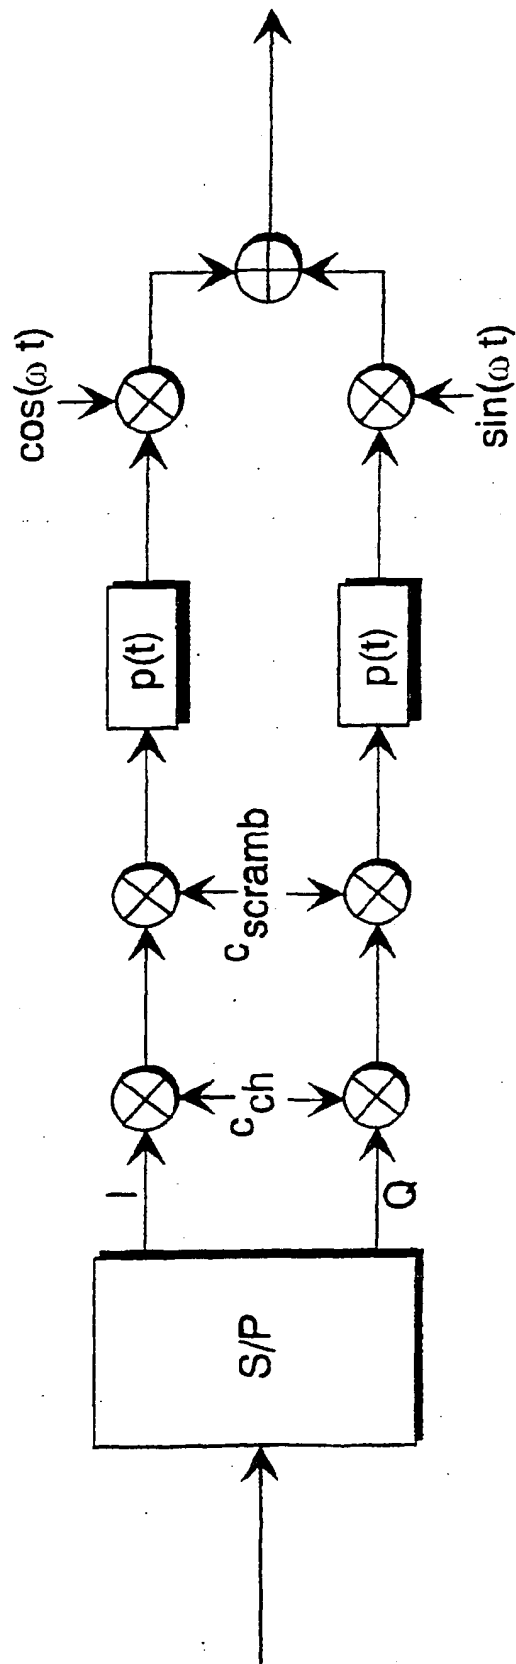 S/P
I
Q
c_ch
c_scramb
p(t)
p(t)
cos(ω t)
sin(ω t)